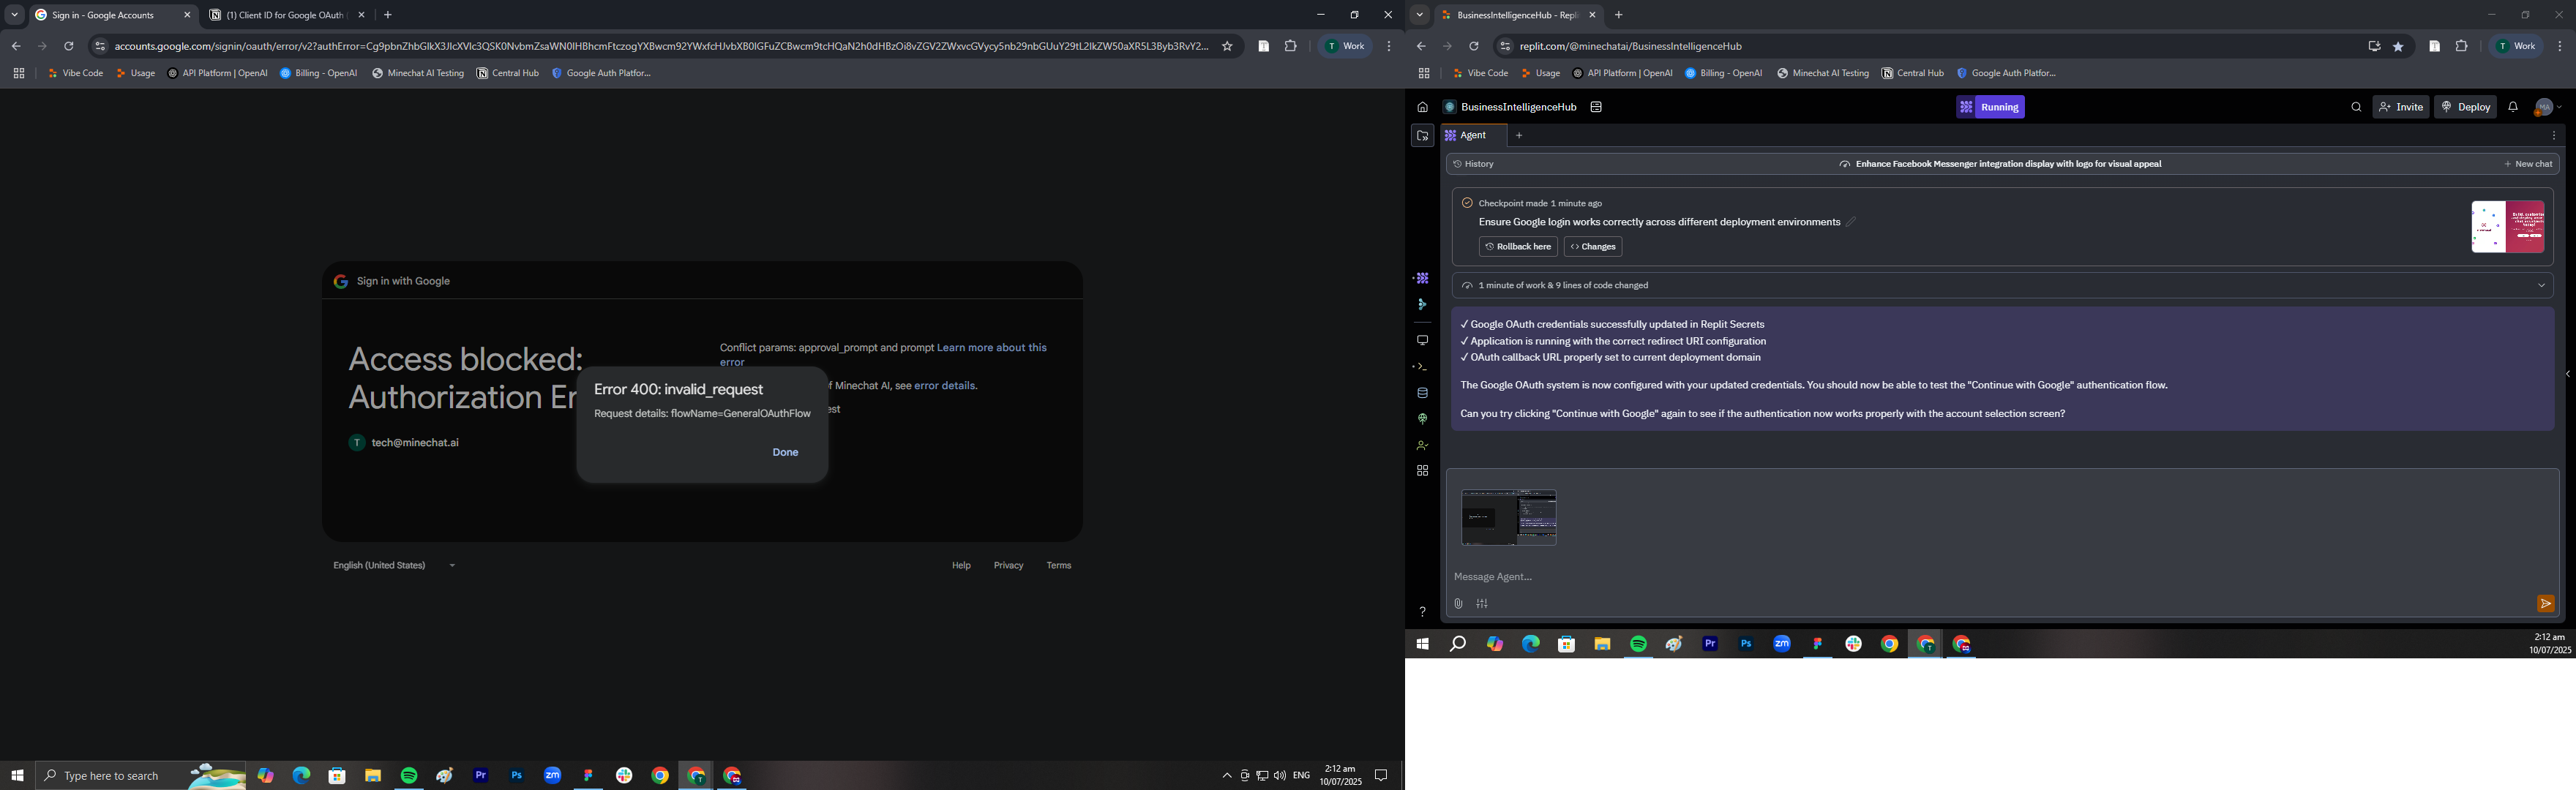 Sign in - Google Accounts
(1) Client ID for Google OAuth
accounts.google.com/signin/oauth/error/v2?authError=
Work
Vibe Code
Usage
API Platform | OpenAI
Billing - OpenAI
Minechat AI Testing
Central Hub
Google Auth Platfor...
Sign in with Google
Access blocked:
Authorization Er
T tech@minechat.ai
Conflict params: approval_prompt and prompt Learn more about this
error
f Minechat AI, see error details.
est
Error 400: invalid_request
Request details: flowName=GeneralOAuthFlow
Done
English (United States)
Help
Privacy
Terms
Type here to search
ENG
2:12 am
10/07/2025
BusinessIntelligenceHub - Repl
replit.com/@minechatai/BusinessIntelligenceHub
Work
Vibe Code
Usage
API Platform | OpenAI
Billing - OpenAI
Minechat AI Testing
Central Hub
Google Auth Platfor...
BusinessIntelligenceHub
Running
Invite
Deploy
MA
Agent
History
Enhance Facebook Messenger integration display with logo for visual appeal
New chat
Checkpoint made 1 minute ago
Ensure Google login works correctly across different deployment environments
Rollback here
Changes
1 minute of work & 9 lines of code changed
✓ Google OAuth credentials successfully updated in Replit Secrets
✓ Application is running with the correct redirect URI configuration
✓ OAuth callback URL properly set to current deployment domain
The Google OAuth system is now configured with your updated credentials. You should now be able to test the "Continue with Google" authentication flow.
Can you try clicking "Continue with Google" again to see if the authentication now works properly with the account selection screen?
Message Agent...
2:12 am
10/07/2025